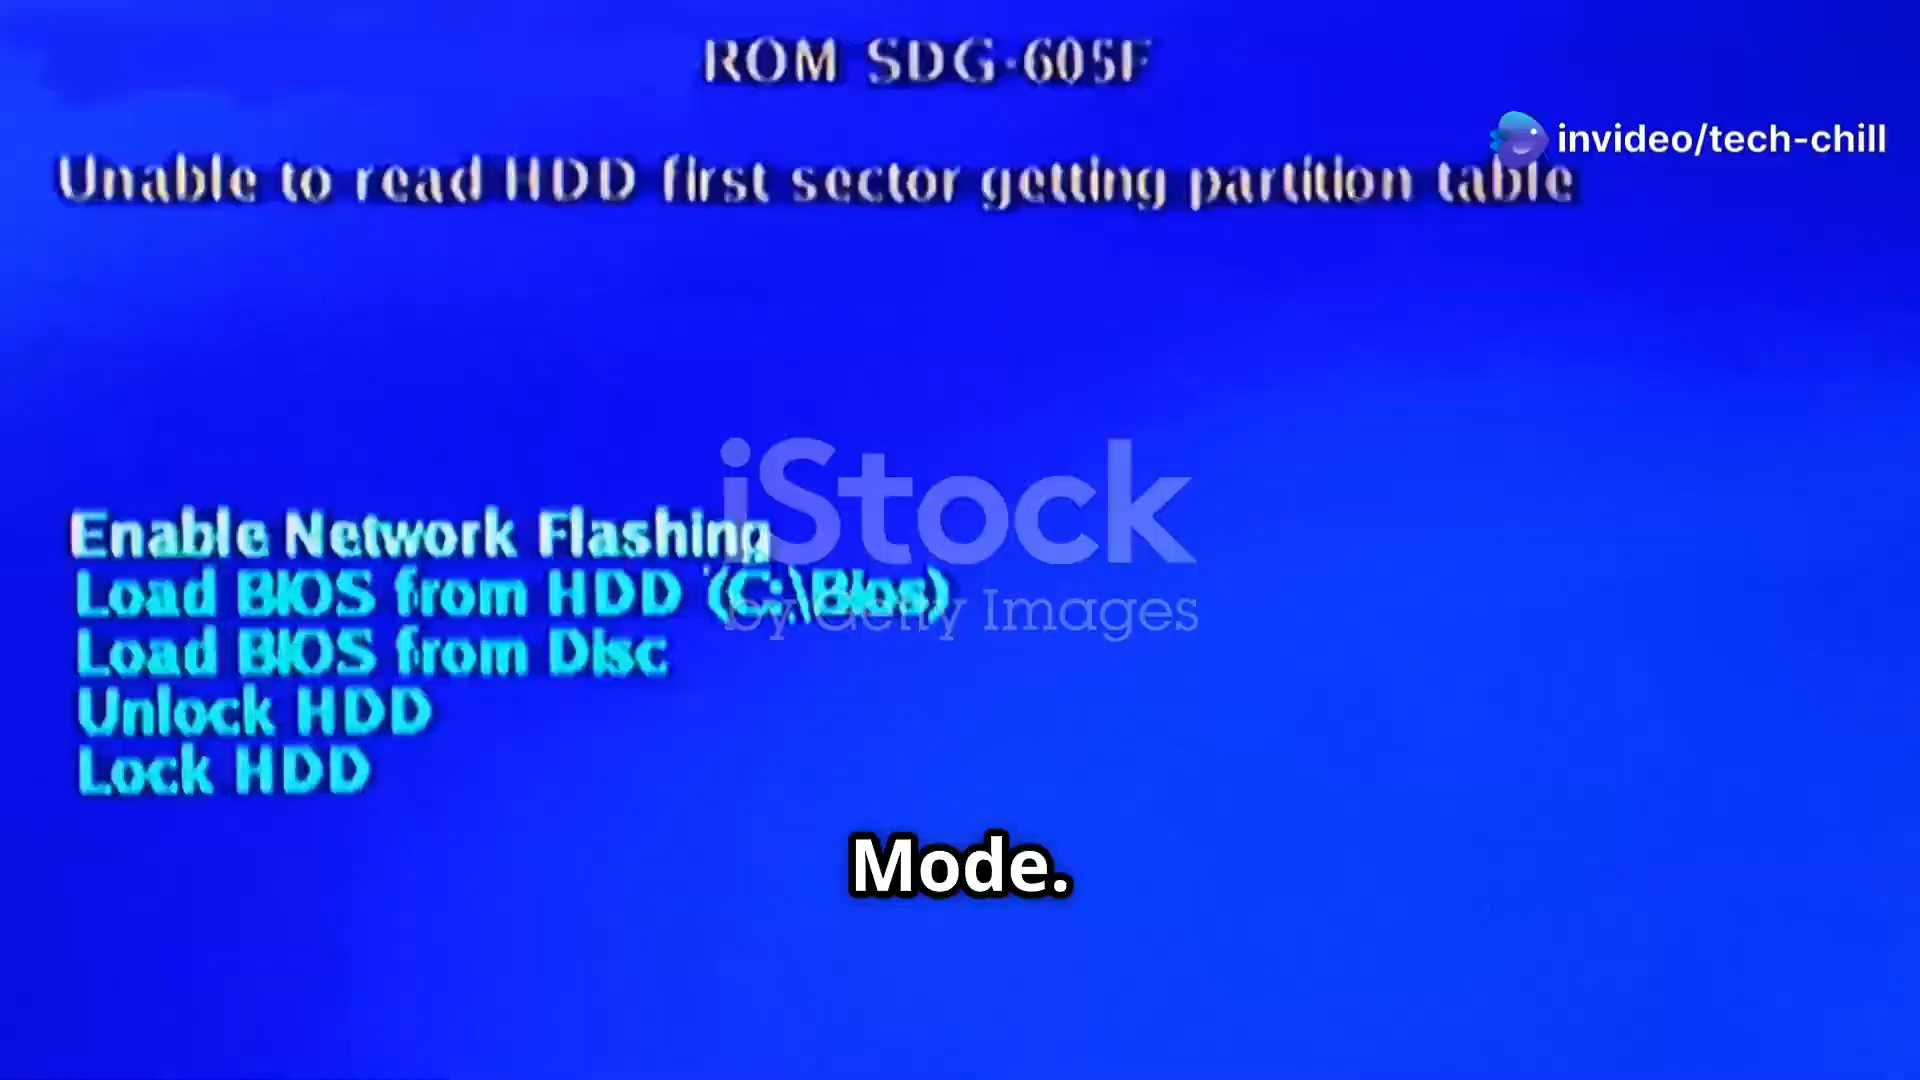 ROM SDG-605F
invideo/tech-chill
Unable to read HDD first sector getting partition table
iStock
by Getty Images
Enable Network Flashing
Load BIOS from HDD (C:\Bios)
Load BIOS from Disc
Unlock HDD
Lock HDD
Mode.